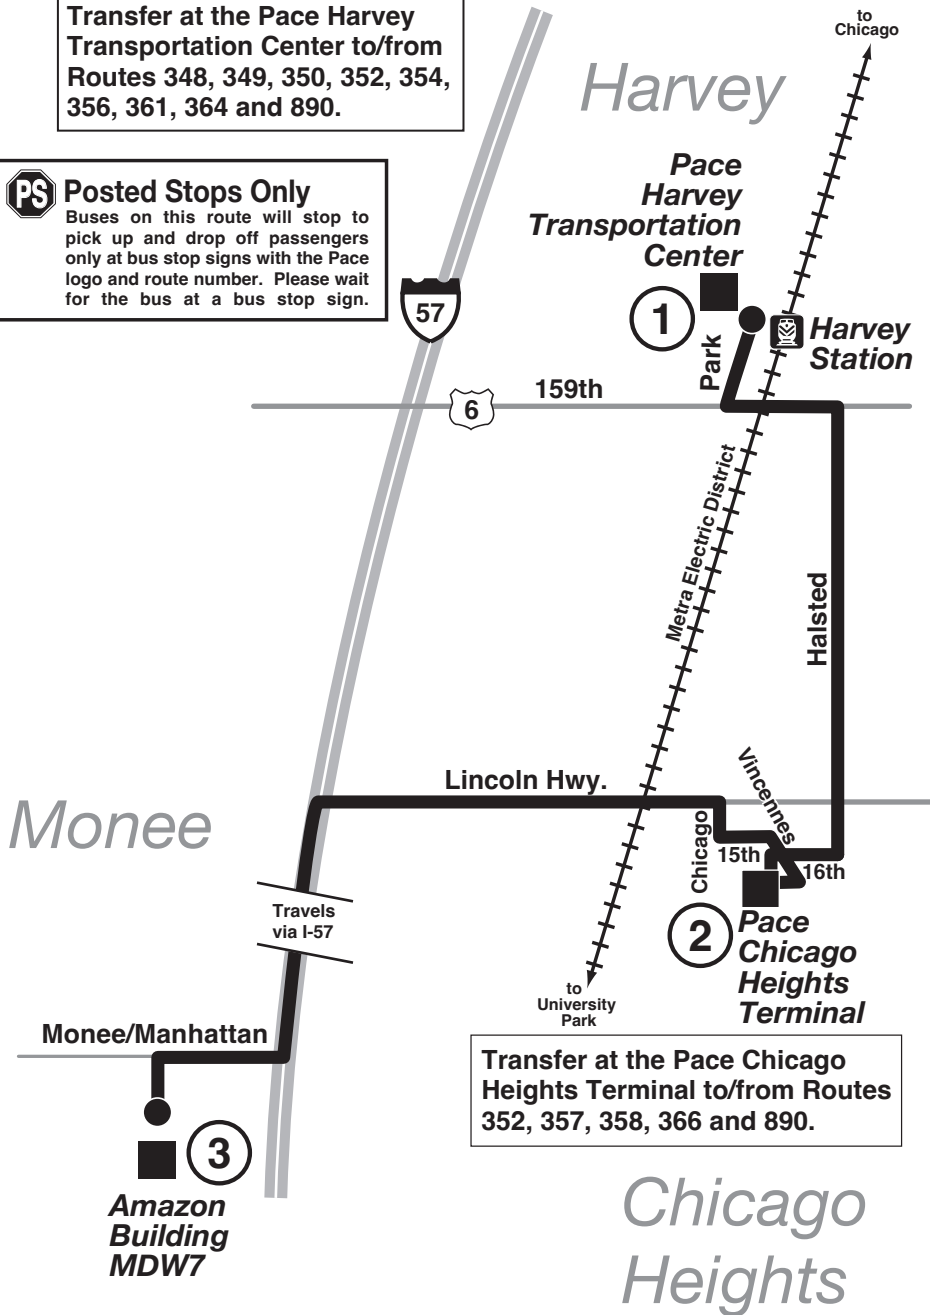 Transfer at the Pace Harvey
Transportation Center to/from
Routes 348, 349, 350, 352, 354,
356, 361, 364 and 890.
to
Chicago
Harvey
PS Posted Stops Only
Buses on this route will stop to
pick up and drop off passengers
only at bus stop signs with the Pace
logo and route number. Please wait
for the bus at a bus stop sign.
Pace
Harvey
Transportation
Center
57
1
Harvey
Station
Park
159th
6
Metra Electric District
Halsted
Lincoln Hwy.
Vincennes
Monee
Chicago
15th
16th
Travels
via I-57
2
Pace
Chicago
Heights
Terminal
to
University
Park
Monee/Manhattan
Transfer at the Pace Chicago
Heights Terminal to/from Routes
352, 357, 358, 366 and 890.
3
Amazon
Building
MDW7
Chicago
Heights